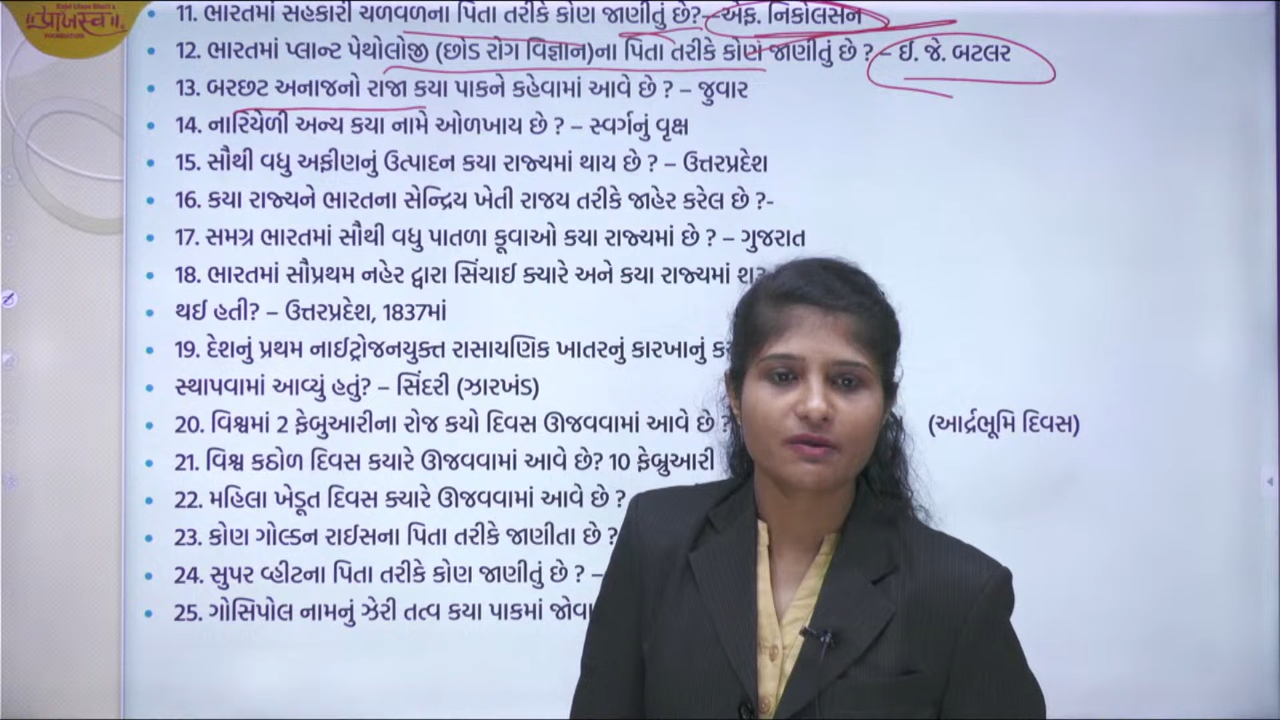 પ્રાખસ્વ
FOUNDATION
11. ભારતમાં સહકારી ચળવળના પિતા તરીકે કોણ જાણીતું છે? – એફ. નિકોલસન
12. ભારતમાં પ્લાન્ટ પેથોલોજી (છોડ રોગ વિજ્ઞાન)ના પિતા તરીકે કોણ જાણીતું છે ? – ઈ. જે. બટલર
13. બરછટ અનાજનો રાજા કયા પાકને કહેવામાં આવે છે ? – જુવાર
14. નારિયેળી અન્ય કયા નામે ઓળખાય છે ? – સ્વર્ગનું વૃક્ષ
15. સૌથી વધુ અફીણનું ઉત્પાદન કયા રાજ્યમાં થાય છે ? – ઉત્તરપ્રદેશ
16. કયા રાજ્યને ભારતના સેન્દ્રિય ખેતી રાજય તરીકે જાહેર કરેલ છે ?-
17. સમગ્ર ભારતમાં સૌથી વધુ પાતળા કૂવાઓ કયા રાજ્યમાં છે ? – ગુજરાત
18. ભારતમાં સૌપ્રથમ નહેર દ્વારા સિંચાઈ ક્યારે અને કયા રાજ્યમાં
થઈ હતી? – ઉત્તરપ્રદેશ, 1837માં
19. દેશનું પ્રથમ નાઈટ્રોજનયુક્ત રાસાયણિક ખાતરનું કારખાનું
સ્થાપવામાં આવ્યું હતું? – સિંદરી (ઝારખંડ)
20. વિશ્વમાં 2 ફેબુઆરીના રોજ કયો દિવસ ઊજવવામાં આવે છે ? (આર્દ્રભૂમિ દિવસ)
21. વિશ્વ કઠોળ દિવસ કયારે ઊજવવામાં આવે છે? 10 ફેબ્રુઆરી
22. મહિલા ખેડૂત દિવસ ક્યારે ઊજવવામાં આવે છે ?
23. કોણ ગોલ્ડન રાઈસના પિતા તરીકે જાણીતા છે ?
24. સુપર વ્હીટના પિતા તરીકે કોણ જાણીતું છે ? –
25. ગોસિપોલ નામનું ઝેરી તત્વ કયા પાકમાં